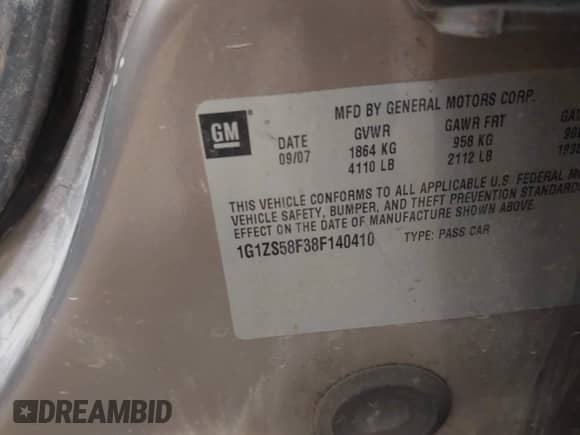 MFD BY GENERAL MOTORS CORP.
GM
DATE GVWR GAWR FRT
09/07 1864 KG 958 KG
4110 LB 2112 LB
THIS VEHICLE CONFORMS TO ALL APPLICABLE U.S. FEDERAL
VEHICLE SAFETY, BUMPER, AND THEFT PREVENTION
EFFECT ON THE DATE OF MANUFACTURE SHOWN ABOVE.
1G1ZS58F38F140410 TYPE: PASS CAR
DREAMBID